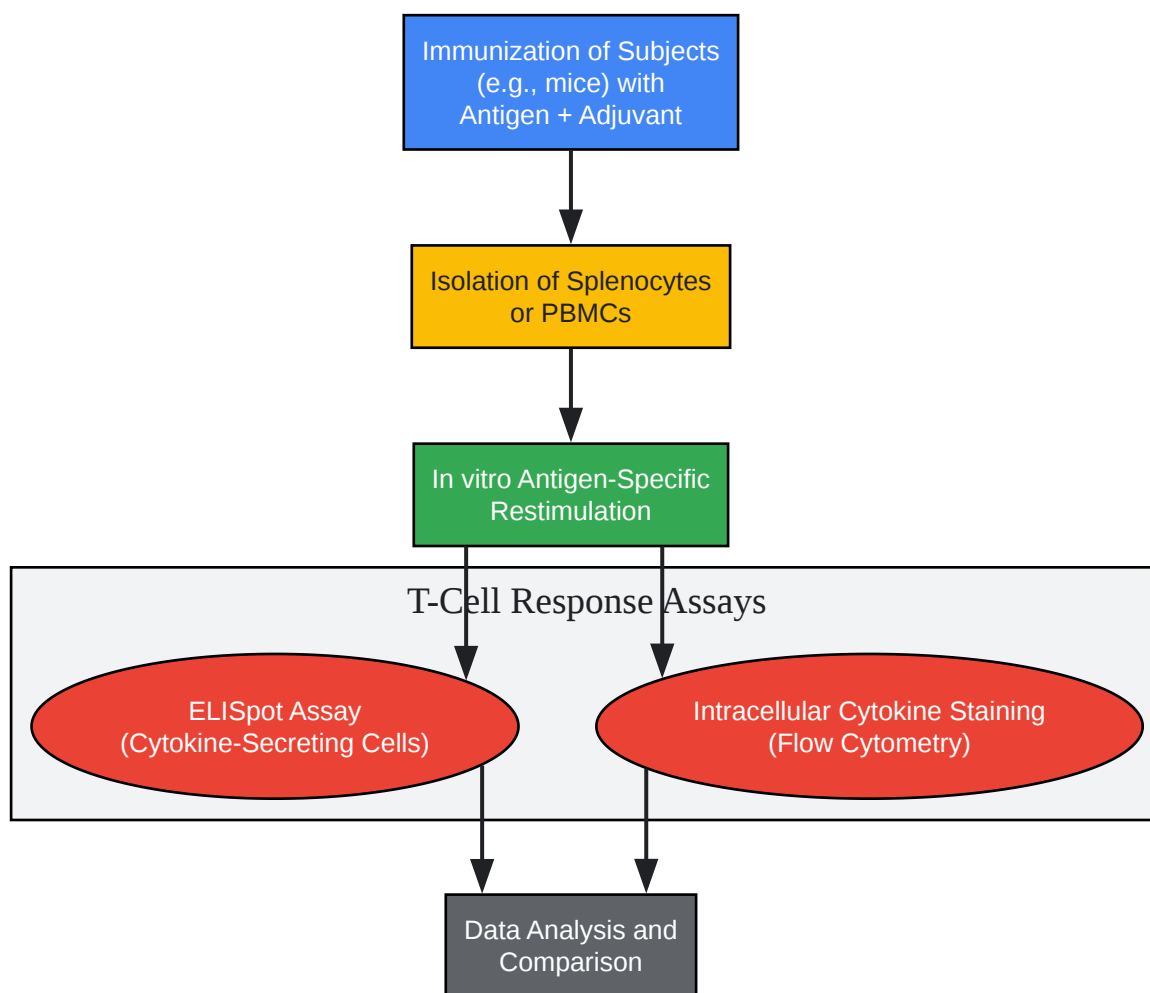 Immunization of Subjects
(e.g., mice) with
Antigen + Adjuvant
Isolation of Splenocytes
or PBMCs
In vitro Antigen-Specific
Restimulation
T-Cell Response Assays
ELISpot Assay
(Cytokine-Secreting Cells)
Intracellular Cytokine Staining
(Flow Cytometry)
Data Analysis and
Comparison